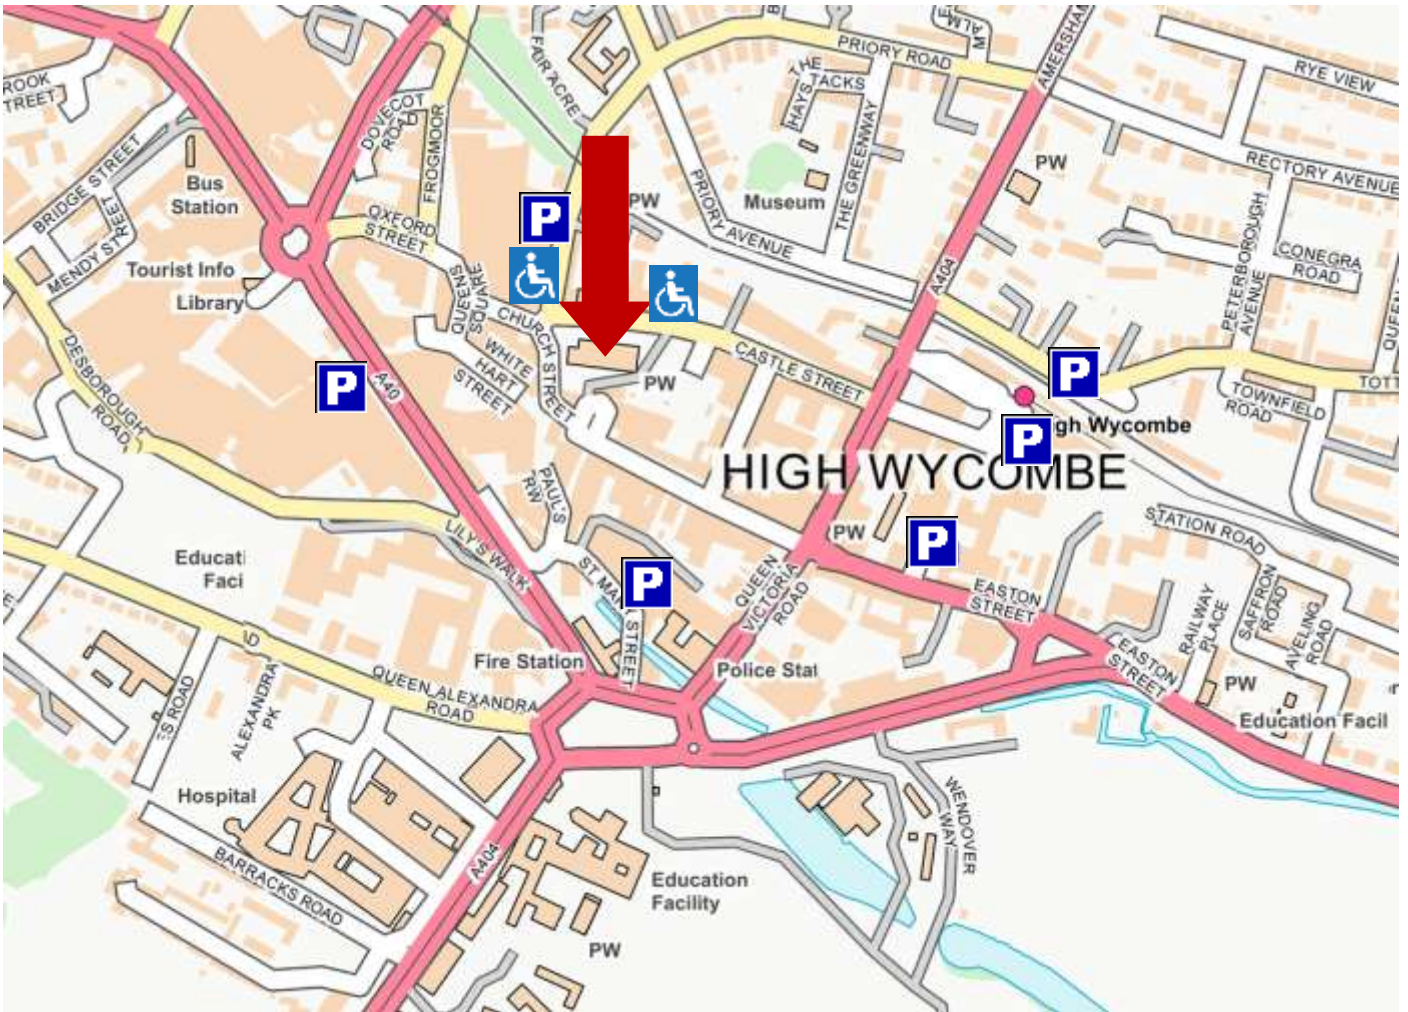 PRIORY ROAD
AMERSHAM
RYE VIEW
THE
HAYSTACKS
FAIR ACRE
DOVECOT
ROAD
FROGMOOR
THE GREENWAY
RECTORY AVENUE
PW
BRIDGE STREET
Bus
Station
MENDY STREET
OXFORD
STREET
P
PW
PRIORY AVENUE
Museum
PETERBOROUGH
AVENUE
CONEGRA
ROAD
Tourist Info
Library
QUEENS
SQUARE
CHURCH STREET
WHITE
HART
STREET
A404
DESBOROUGH
ROAD
P
A40
PW
CASTLE STREET
P
TOWNFIELD
ROAD
P
gh Wycombe
HIGH WYCOMBE
PAUL'S
RW
LILY'S WALK
PW
P
STATION ROAD
Educati
Faci
ST MARY STREET
P
QUEEN
VICTORIA
ROAD
EASTON
STREET
RAILWAY
PLACE
SAFFRON
ROAD
AVELING
ROAD
EASTON
STREET
Fire Station
Police Stat
PW
QUEEN ALEXANDRA
ROAD
ALEXANDRA
PK
Education Facil
Hospital
WENDOVER
WAY
BARRACKS ROAD
A404
Education
Facility
PW